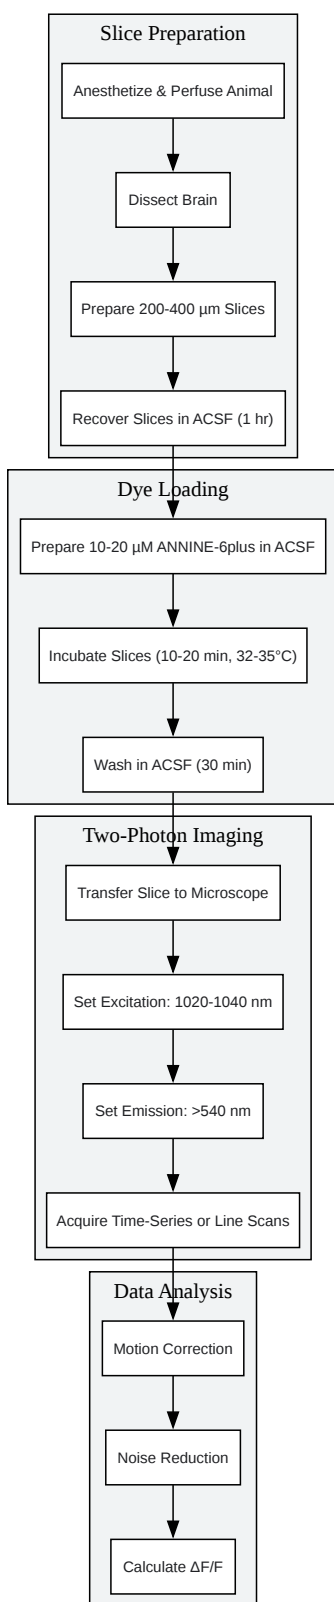 Slice Preparation
Anesthetize & Perfuse Animal
Dissect Brain
Prepare 200-400 µm Slices
Recover Slices in ACSF (1 hr)
Dye Loading
Prepare 10-20 µM ANNINE-6plus in ACSF
Incubate Slices (10-20 min, 32-35°C)
Wash in ACSF (30 min)
Two-Photon Imaging
Transfer Slice to Microscope
Set Excitation: 1020-1040 nm
Set Emission: >540 nm
Acquire Time-Series or Line Scans
Data Analysis
Motion Correction
Noise Reduction
Calculate ΔF/F